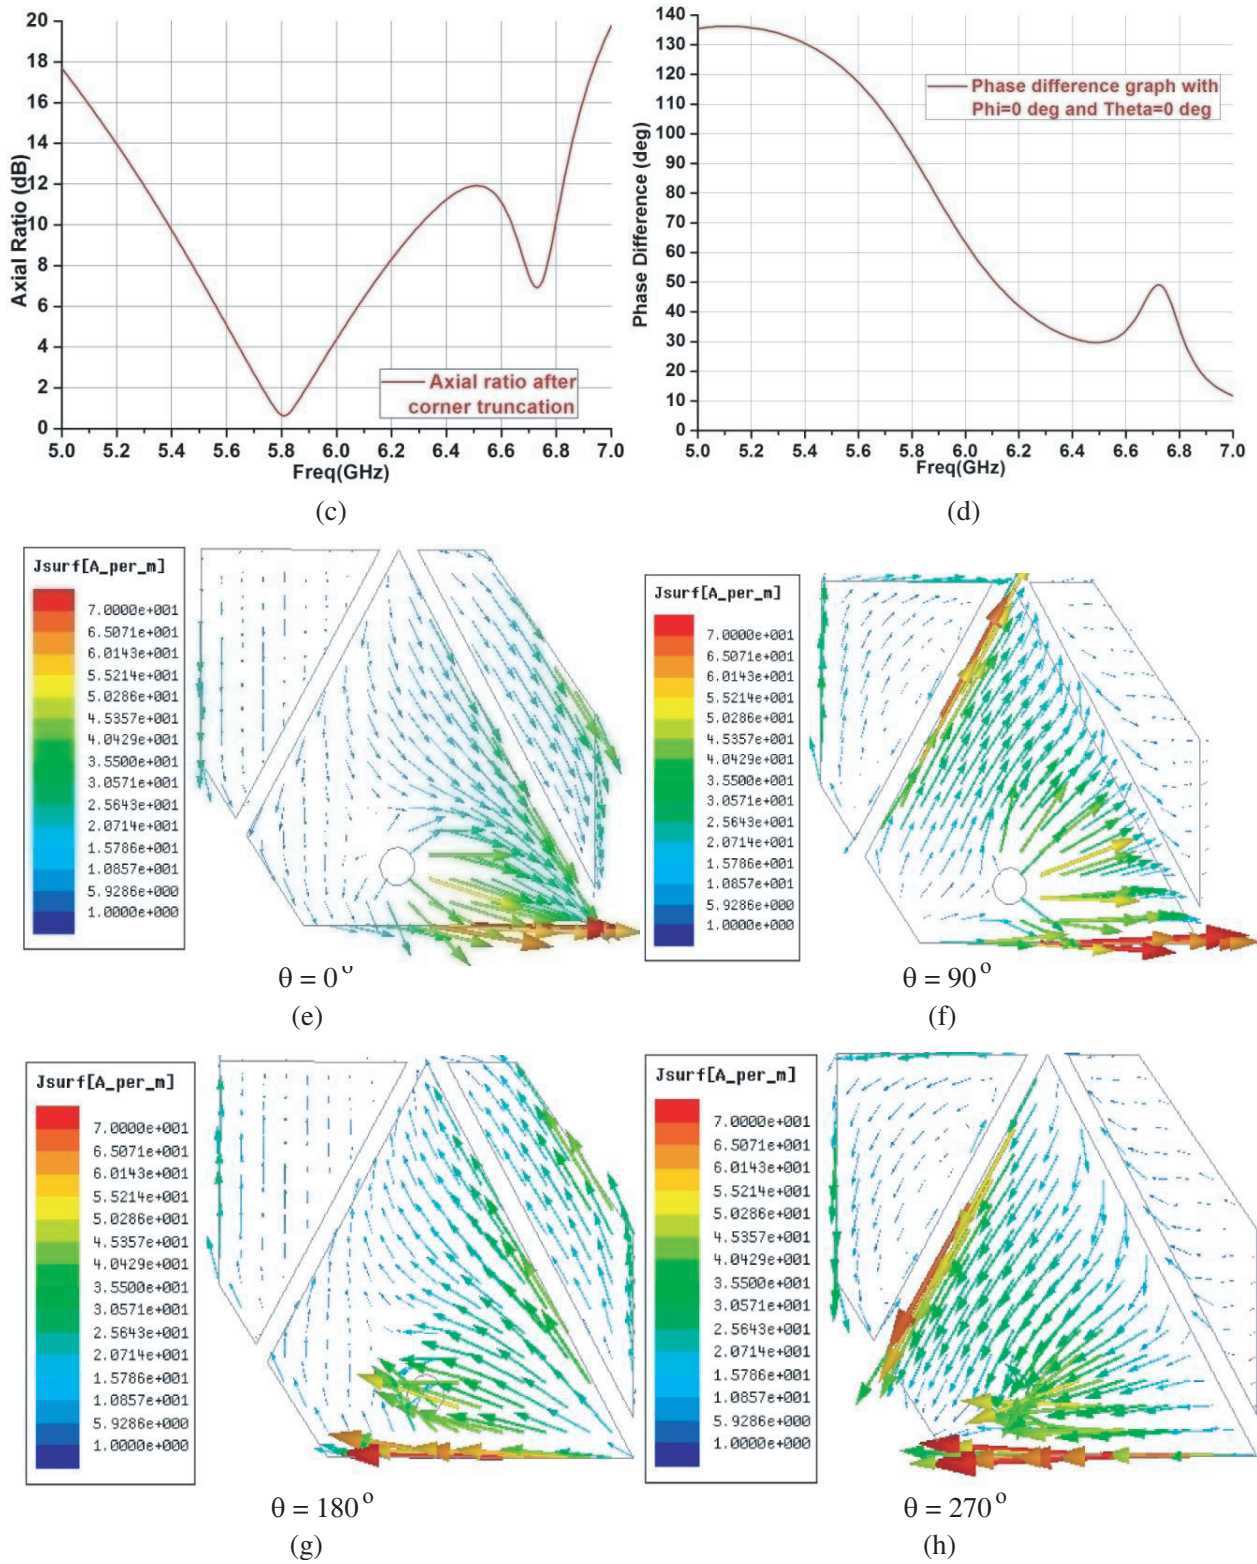 20
18
16
14
12
10
8
6
4
2
0
Axial Ratio (dB)
5.0 5.2 5.4 5.6 5.8 6.0 6.2 6.4 6.6 6.8 7.0
Freq(GHz)
Axial ratio after
corner truncation
(c)
140
130
120
110
100
90
80
70
60
50
40
30
20
10
0
Phase Difference (deg)
5.0 5.2 5.4 5.6 5.8 6.0 6.2 6.4 6.6 6.8 7.0
Freq(GHz)
Phase difference graph with
Phi=0 deg and Theta=0 deg
(d)
Jsurf[A_per_m]
7.0000e+001
6.5071e+001
6.0143e+001
5.5214e+001
5.0286e+001
4.5357e+001
4.0429e+001
3.5500e+001
3.0571e+001
2.5643e+001
2.0714e+001
1.5786e+001
1.0857e+001
5.9286e+000
1.0000e+000
θ = 0°
(e)
Jsurf[A_per_m]
7.0000e+001
6.5071e+001
6.0143e+001
5.5214e+001
5.0286e+001
4.5357e+001
4.0429e+001
3.5500e+001
3.0571e+001
2.5643e+001
2.0714e+001
1.5786e+001
1.0857e+001
5.9286e+000
1.0000e+000
θ = 90°
(f)
Jsurf[A_per_m]
7.0000e+001
6.5071e+001
6.0143e+001
5.5214e+001
5.0286e+001
4.5357e+001
4.0429e+001
3.5500e+001
3.0571e+001
2.5643e+001
2.0714e+001
1.5786e+001
1.0857e+001
5.9286e+000
1.0000e+000
θ = 180°
(g)
Jsurf[A_per_m]
7.0000e+001
6.5071e+001
6.0143e+001
5.5214e+001
5.0286e+001
4.5357e+001
4.0429e+001
3.5500e+001
3.0571e+001
2.5643e+001
2.0714e+001
1.5786e+001
1.0857e+001
5.9286e+000
1.0000e+000
θ = 270°
(h)